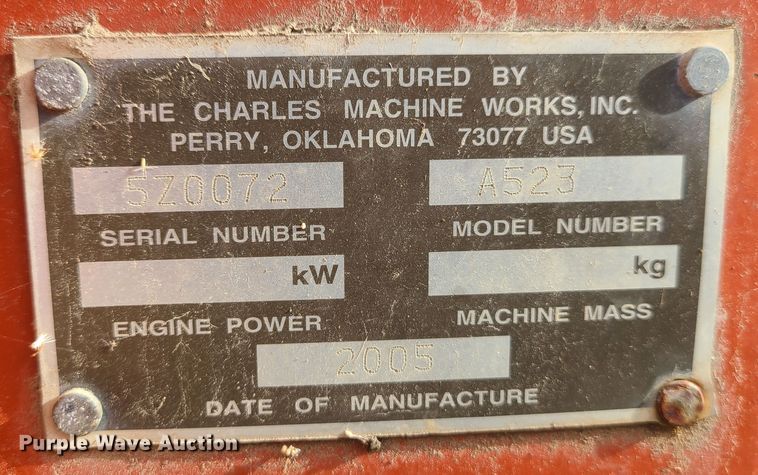 MANUFACTURED BY
THE CHARLES MACHINE WORKS, INC.
PERRY, OKLAHOMA 73077 USA
5Z0072 A523
SERIAL NUMBER MODEL NUMBER
kW kg
ENGINE POWER MACHINE MASS
2005
DATE OF MANUFACTURE
Purple Wave Auction